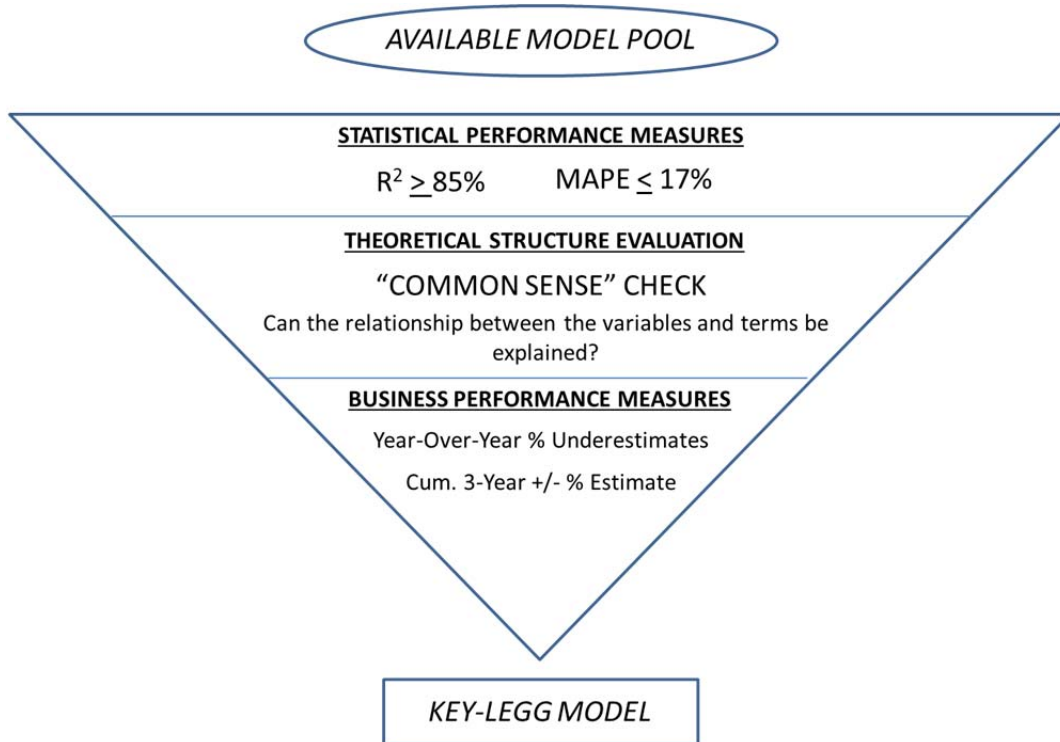 AVAILABLE MODEL POOL
STATISTICAL PERFORMANCE MEASURES
R² ≥ 85% MAPE ≤ 17%
THEORETICAL STRUCTURE EVALUATION
“COMMON SENSE” CHECK
Can the relationship between the variables and terms be
explained?
BUSINESS PERFORMANCE MEASURES
Year-Over-Year % Underestimates
Cum. 3-Year +/- % Estimate
KEY-LEGG MODEL